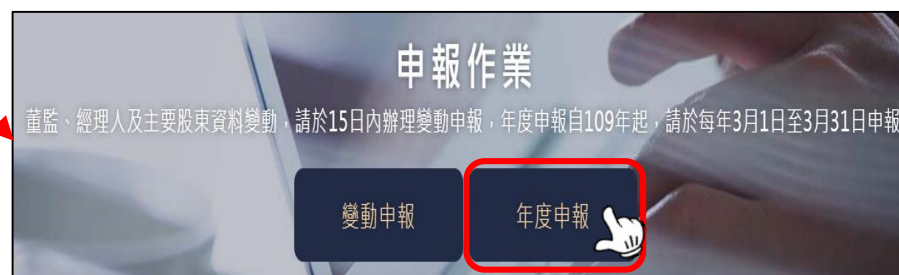 申報作業
董監、經理人及主要股東資料變動，請於15日內辦理變動申報，年度申報自109年起，請於每年3月1日至3月31日申報
變動申報
年度申報